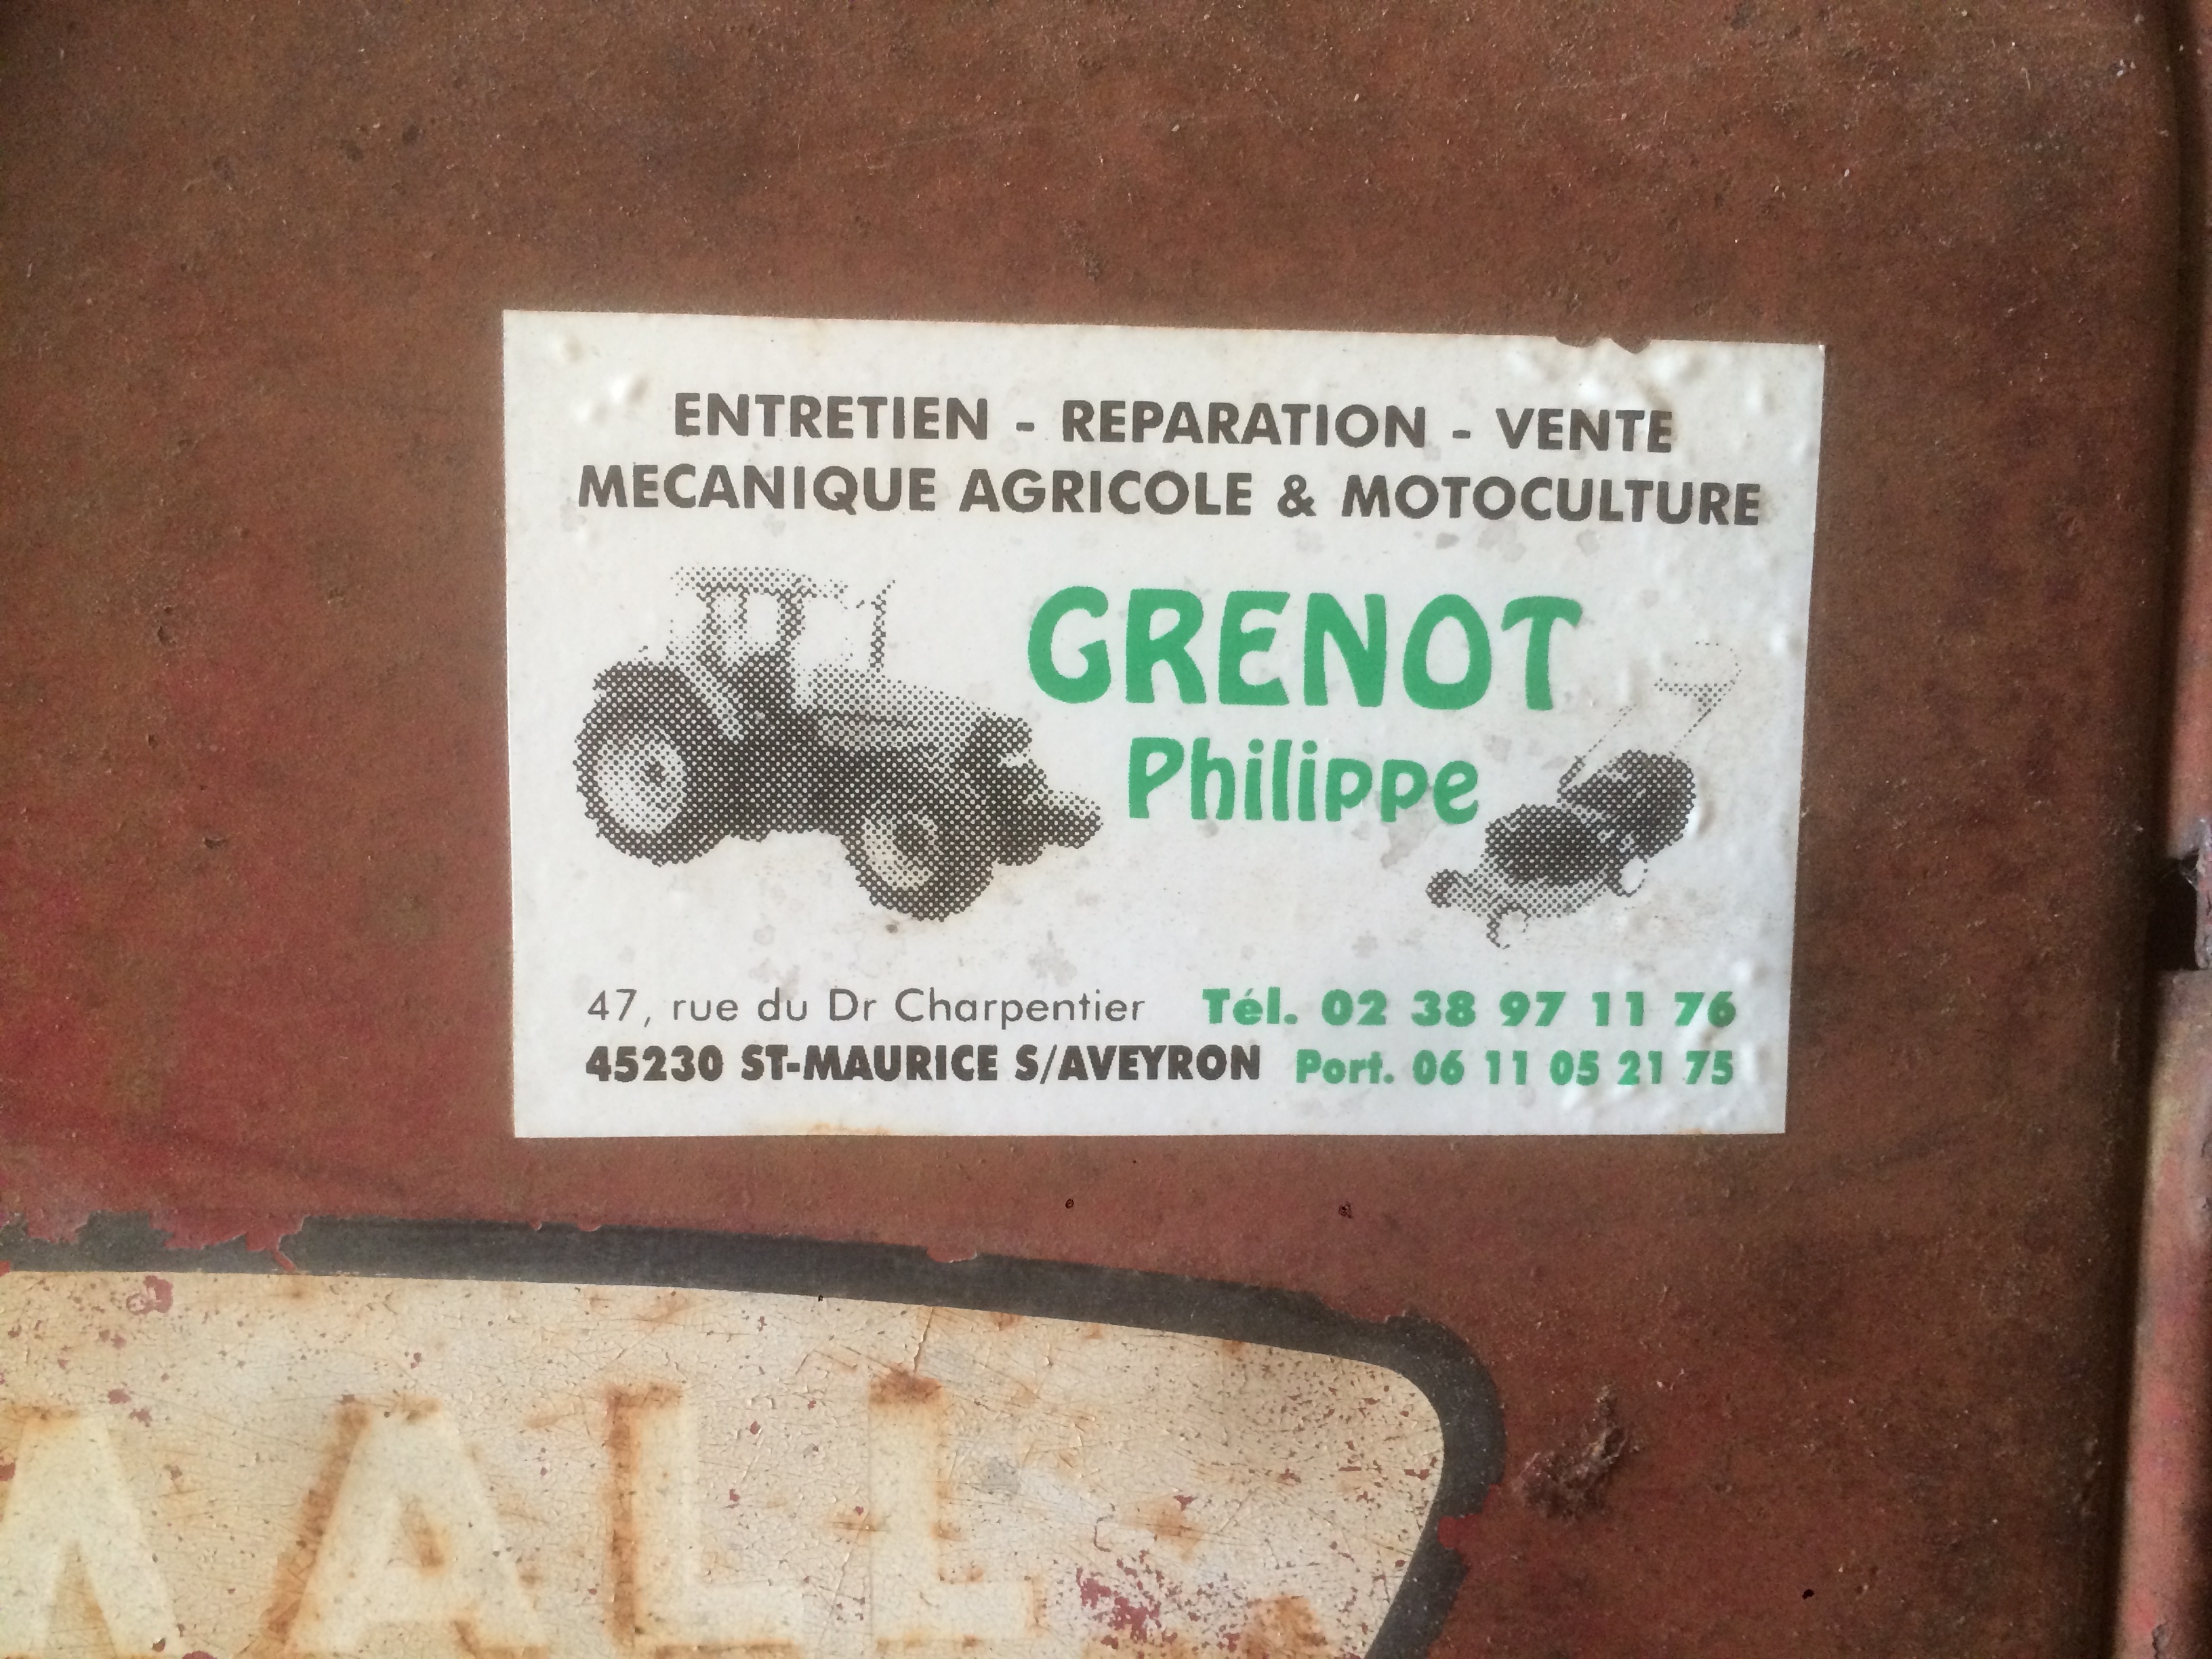 ENTRETIEN - REPARATION - VENTE
MECANIQUE AGRICOLE & MOTOCULTURE
GRENOT
Philippe
47, rue du Dr Charpentier Tél. 02 38 97 11 76
45230 ST-MAURICE S/AVEYRON Port. 06 11 05 21 75
ALL